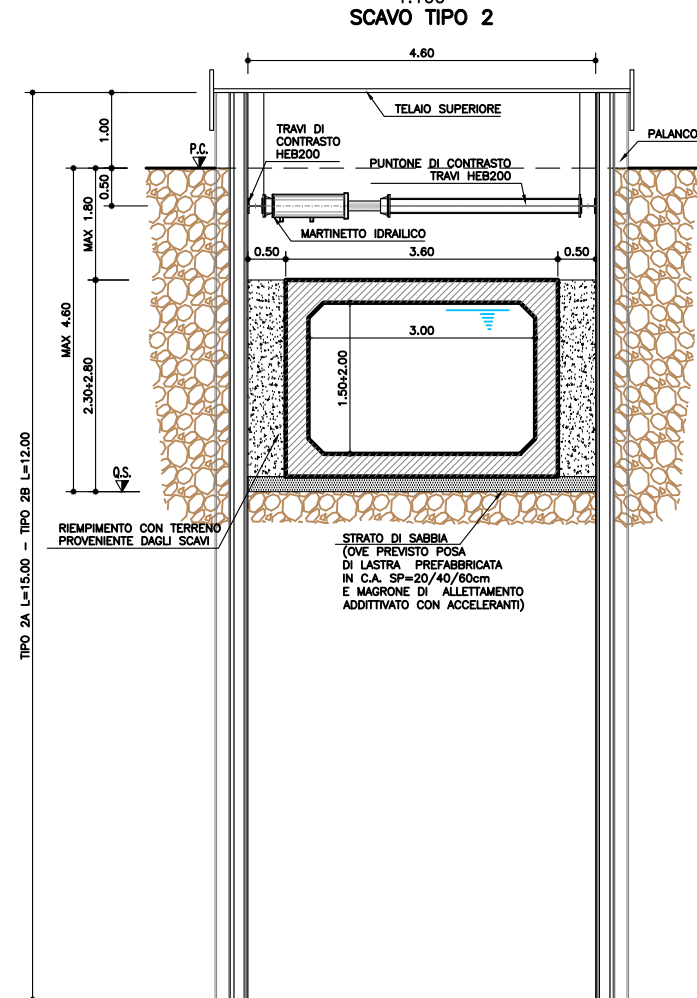 SCAVO TIPO 2
4.60
TELAIO SUPERIORE
1.00
TRAVI DI
CONTRASTO
HEB200
PALANCO
P.C.
PUNTONE DI CONTRASTO
TRAVI HEB200
0.50
MAX 1.80
MARTINETTO IDRAILICO
0.50
3.60
0.50
MAX 4.60
2.30÷2.80
3.00
1.50÷2.00
Q.S.
TIPO 2A L=15.00 - TIPO 2B L=12.00
RIEMPIMENTO CON TERRENO
PROVENIENTE DAGLI SCAVI
STRATO DI SABBIA
(OVE PREVISTO POSA
DI LASTRA PREFABBRICATA
IN C.A. SP=20/40/60cm
E MAGRONE DI ALLETTAMENTO
ADDITTIVATO CON ACCELERANTI)